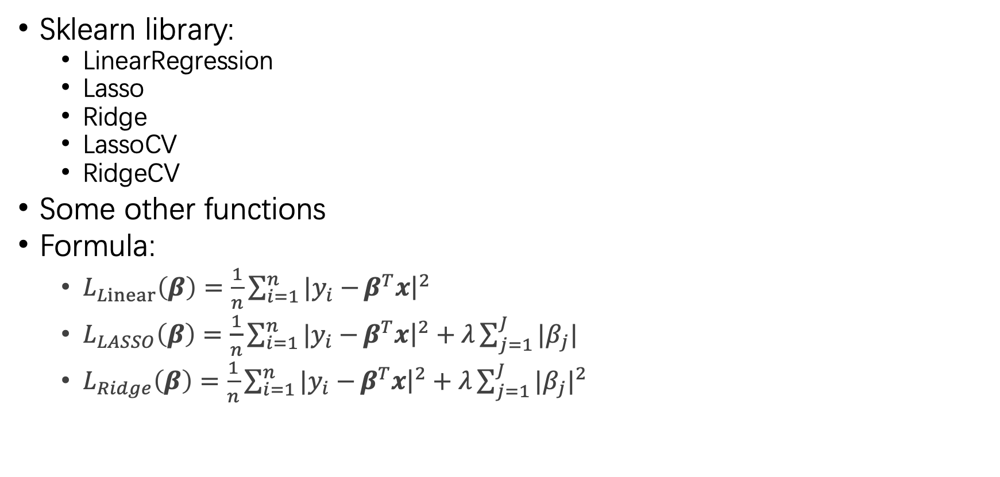 • Sklearn library:
• LinearRegression
• Lasso
• Ridge
• LassoCV
• RidgeCV
• Some other functions
• Formula:
• $L_{L\mathrm{inear}}(\boldsymbol{\beta}) = \frac{1}{n}\sum_{i=1}^{n}|y_i - \boldsymbol{\beta}^T\boldsymbol{x}|^2$
• $L_{LASSO}(\boldsymbol{\beta}) = \frac{1}{n}\sum_{i=1}^{n}|y_i - \boldsymbol{\beta}^T\boldsymbol{x}|^2 + \lambda\sum_{j=1}^{J}|\beta_j|$
• $L_{Ridge}(\boldsymbol{\beta}) = \frac{1}{n}\sum_{i=1}^{n}|y_i - \boldsymbol{\beta}^T\boldsymbol{x}|^2 + \lambda\sum_{j=1}^{J}|\beta_j|^2$